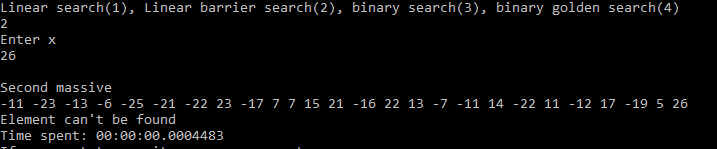 Linear search(1), Linear barrier search(2), binary search(3), binary golden search(4)
2
Enter x
26
Second massive
-11 -23 -13 -6 -25 -21 -22 23 -17 7 7 15 21 -16 22 13 -7 -11 14 -22 11 -12 17 -19 5 26
Element can't be found
Time spent: 00:00:00.0004483